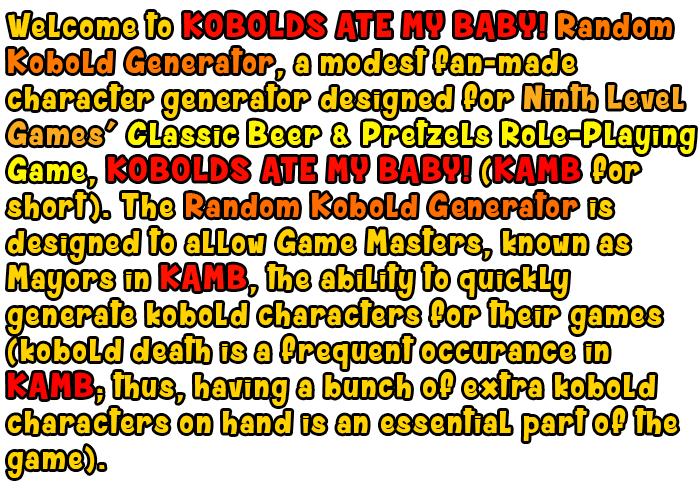 Welcome to KOBOLDS ATE MY BABY! Random
Kobold Generator, a modest fan-made
character generator designed for Ninth Level
Games' Classic Beer & Pretzels Role-Playing
Game, KOBOLDS ATE MY BABY! (KAMB for
short). The Random Kobold Generator is
designed to allow Game Masters, known as
Mayors in KAMB, the ability to quickly
generate kobold characters for their games
(kobold death is a frequent occurance in
KAMB; thus, having a bunch of extra kobold
characters on hand is an essential part of the
game).